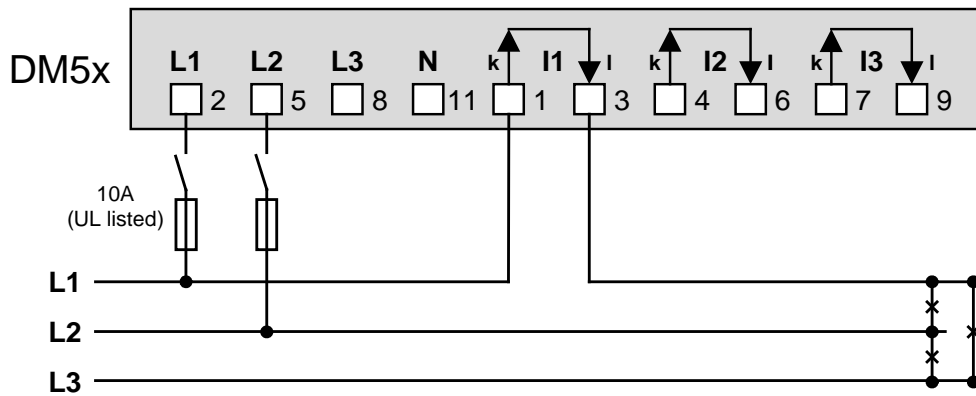 DM5x
L1 L2 L3 N k I1 l k I2 l k I3 l
2 5 8 11 1 3 4 6 7 9
10A
(UL listed)
L1
L2
L3